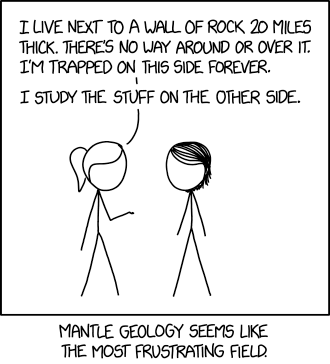 I LIVE NEXT TO A WALL OF ROCK 20 MILES
THICK. THERE'S NO WAY AROUND OR OVER IT.
I'M TRAPPED ON THIS SIDE FOREVER.
I STUDY THE STUFF ON THE OTHER SIDE.
MANTLE GEOLOGY SEEMS LIKE
THE MOST FRUSTRATING FIELD.